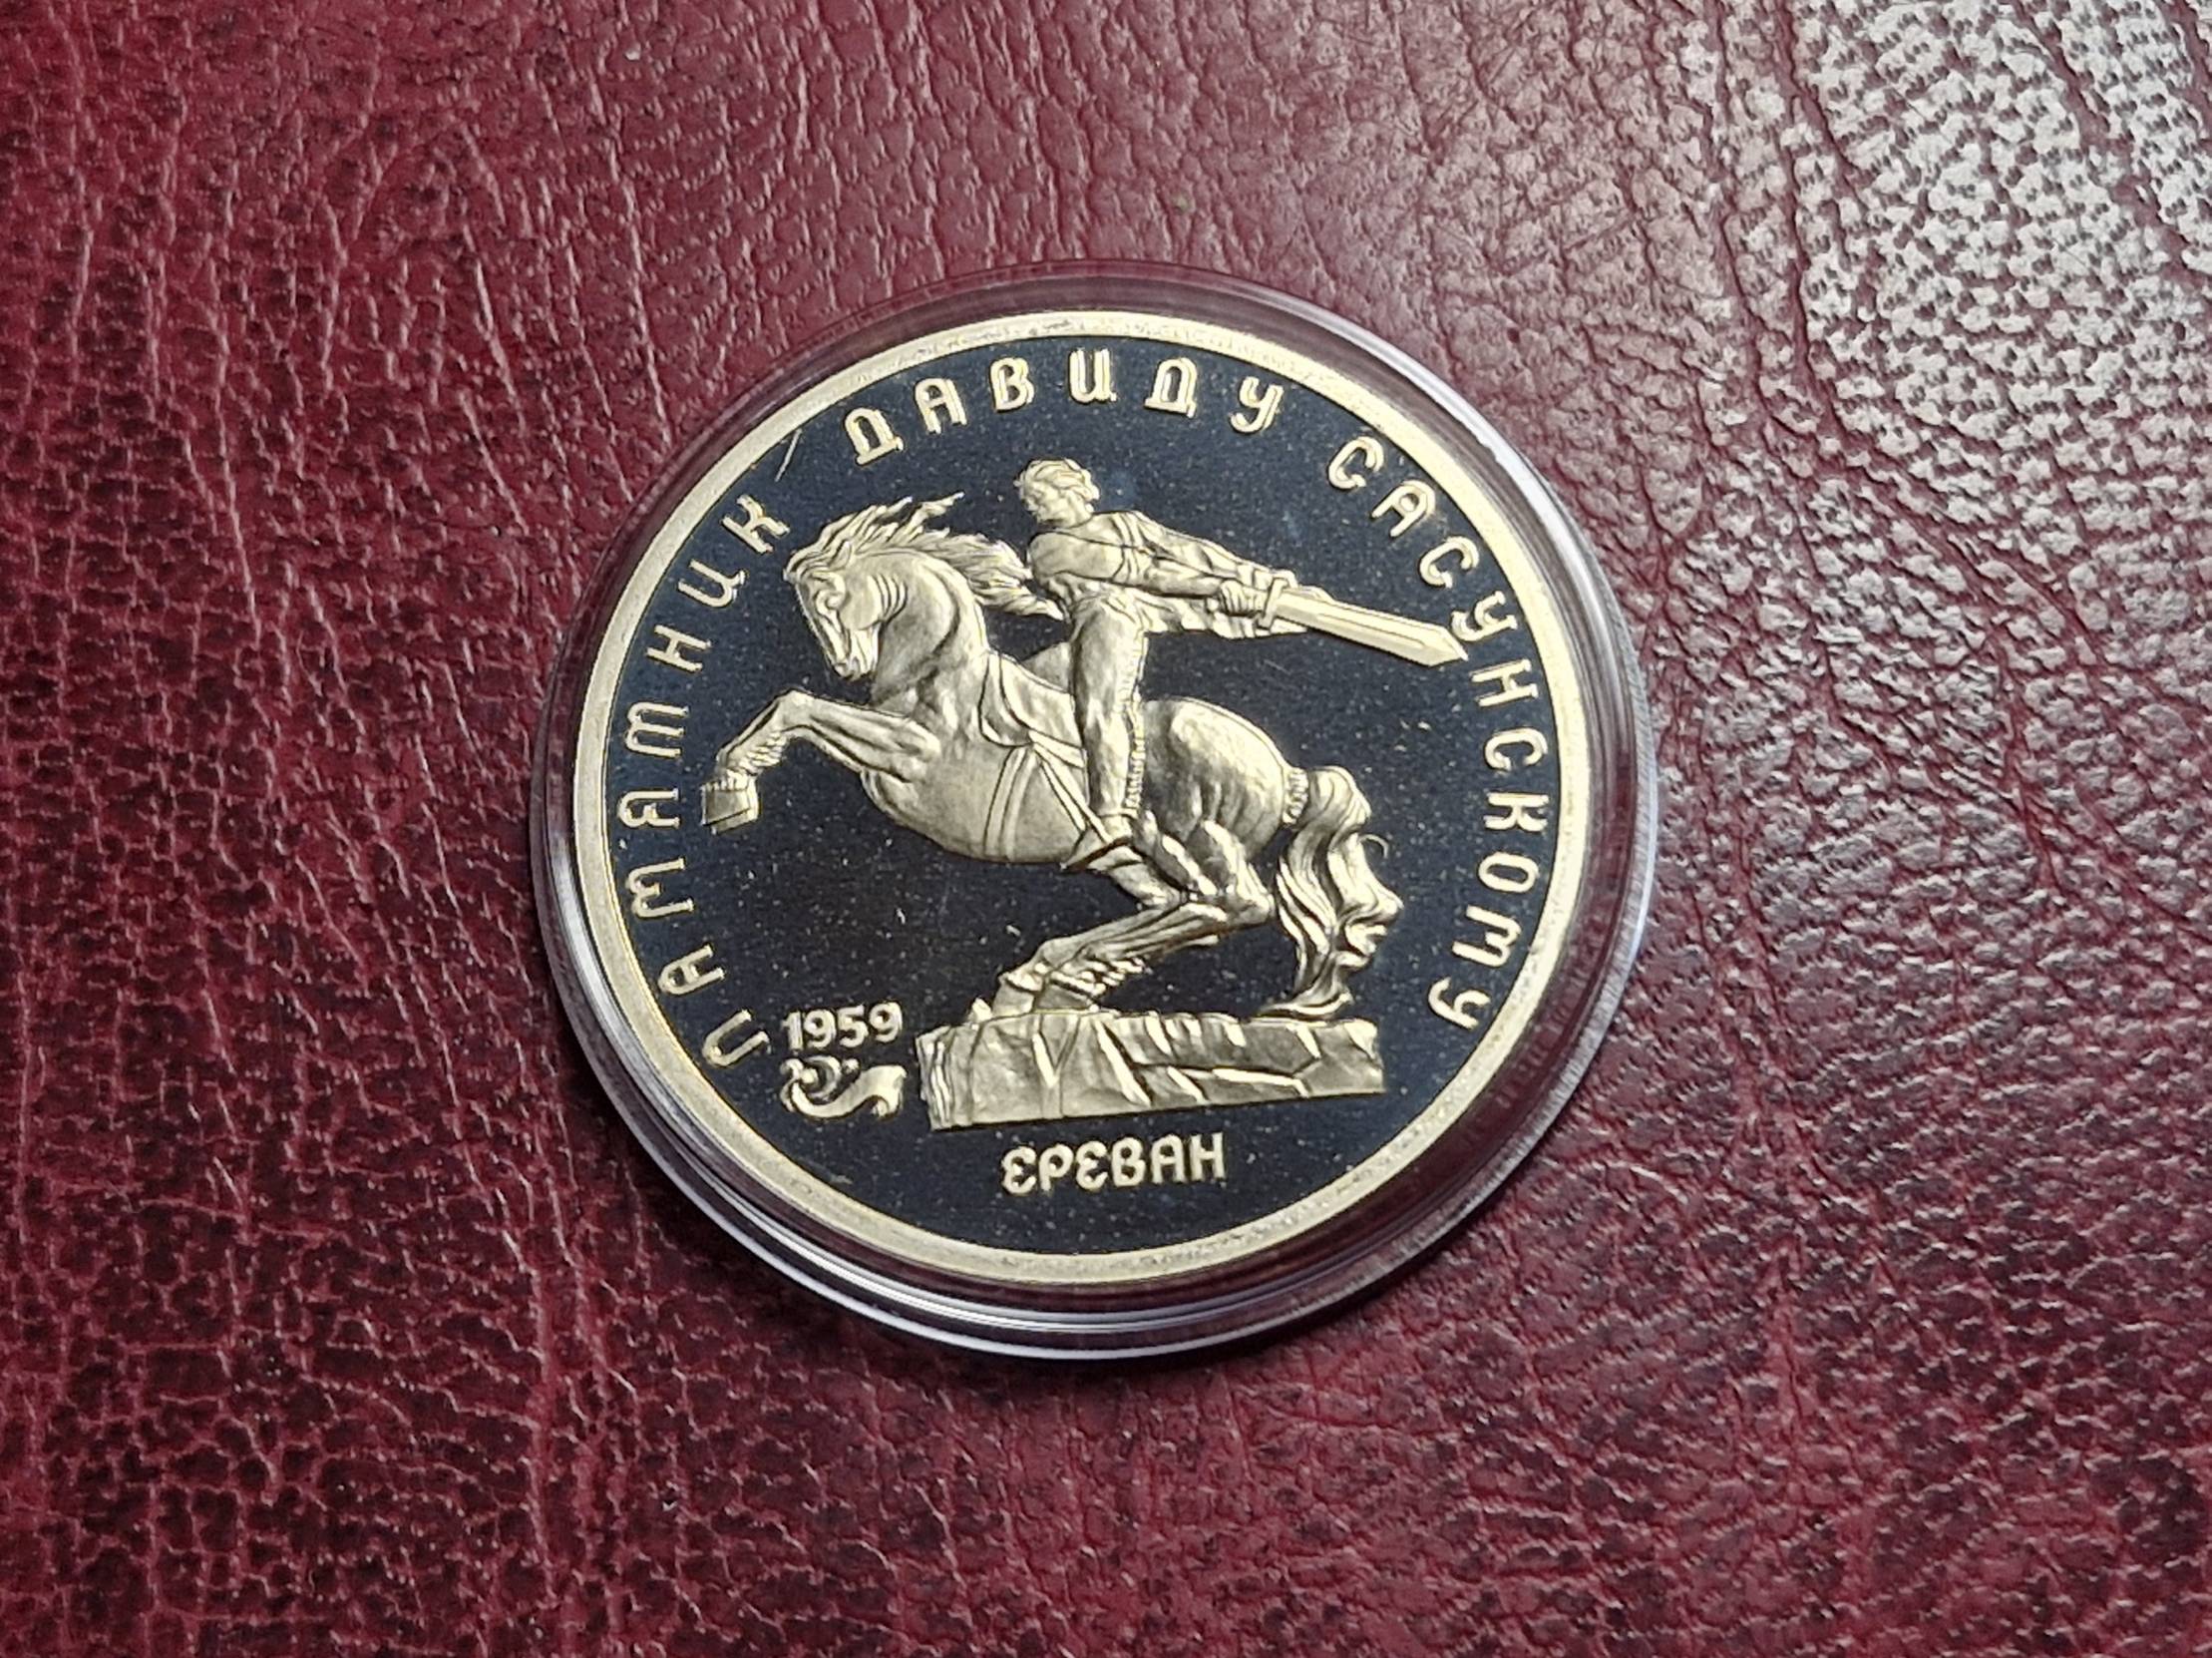 ПАМЯТНИК ДАВИДУ САСУНСКОМУ
1959
ЕРЕВАН